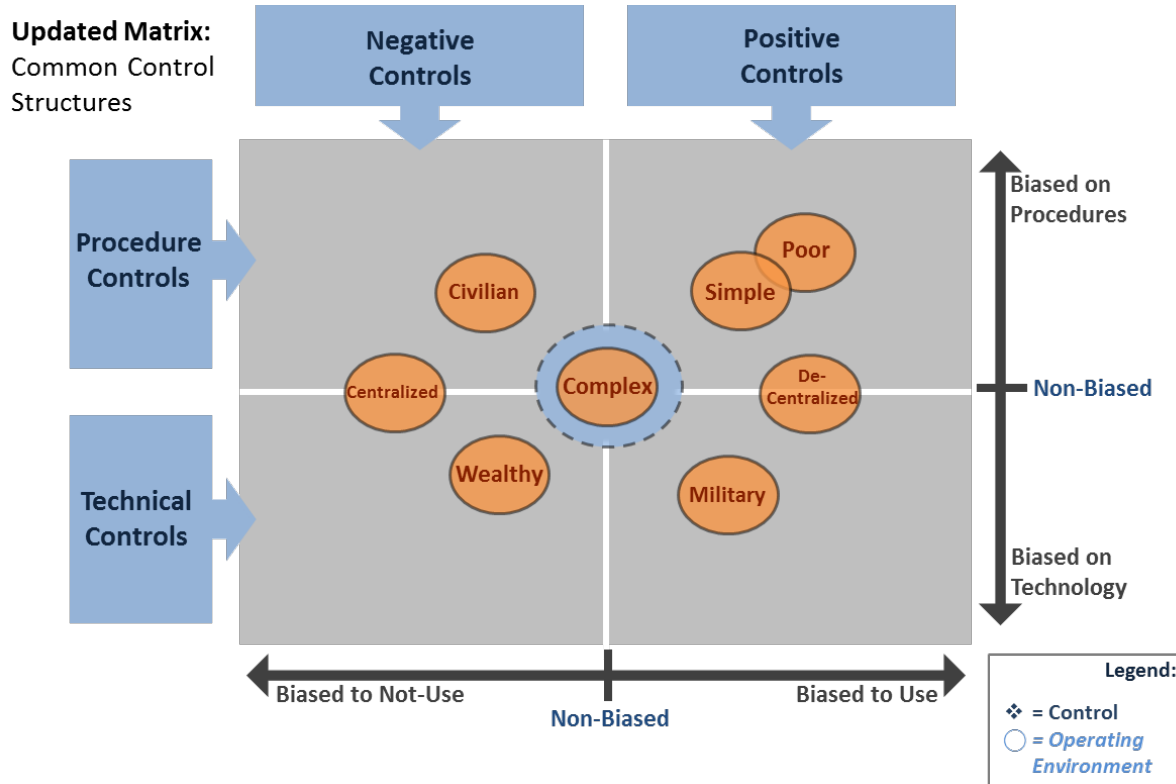 Updated Matrix:
Common Control
Structures
Negative
Controls
Positive
Controls
Procedure
Controls
Technical
Controls
Biased on
Procedures
Poor
Simple
Civilian
Complex
Centralized
De-
Centralized
Non-Biased
Wealthy
Military
Biased on
Technology
Biased to Not-Use
Biased to Use
Non-Biased
Legend:
❖ = Control
= Operating
Environment